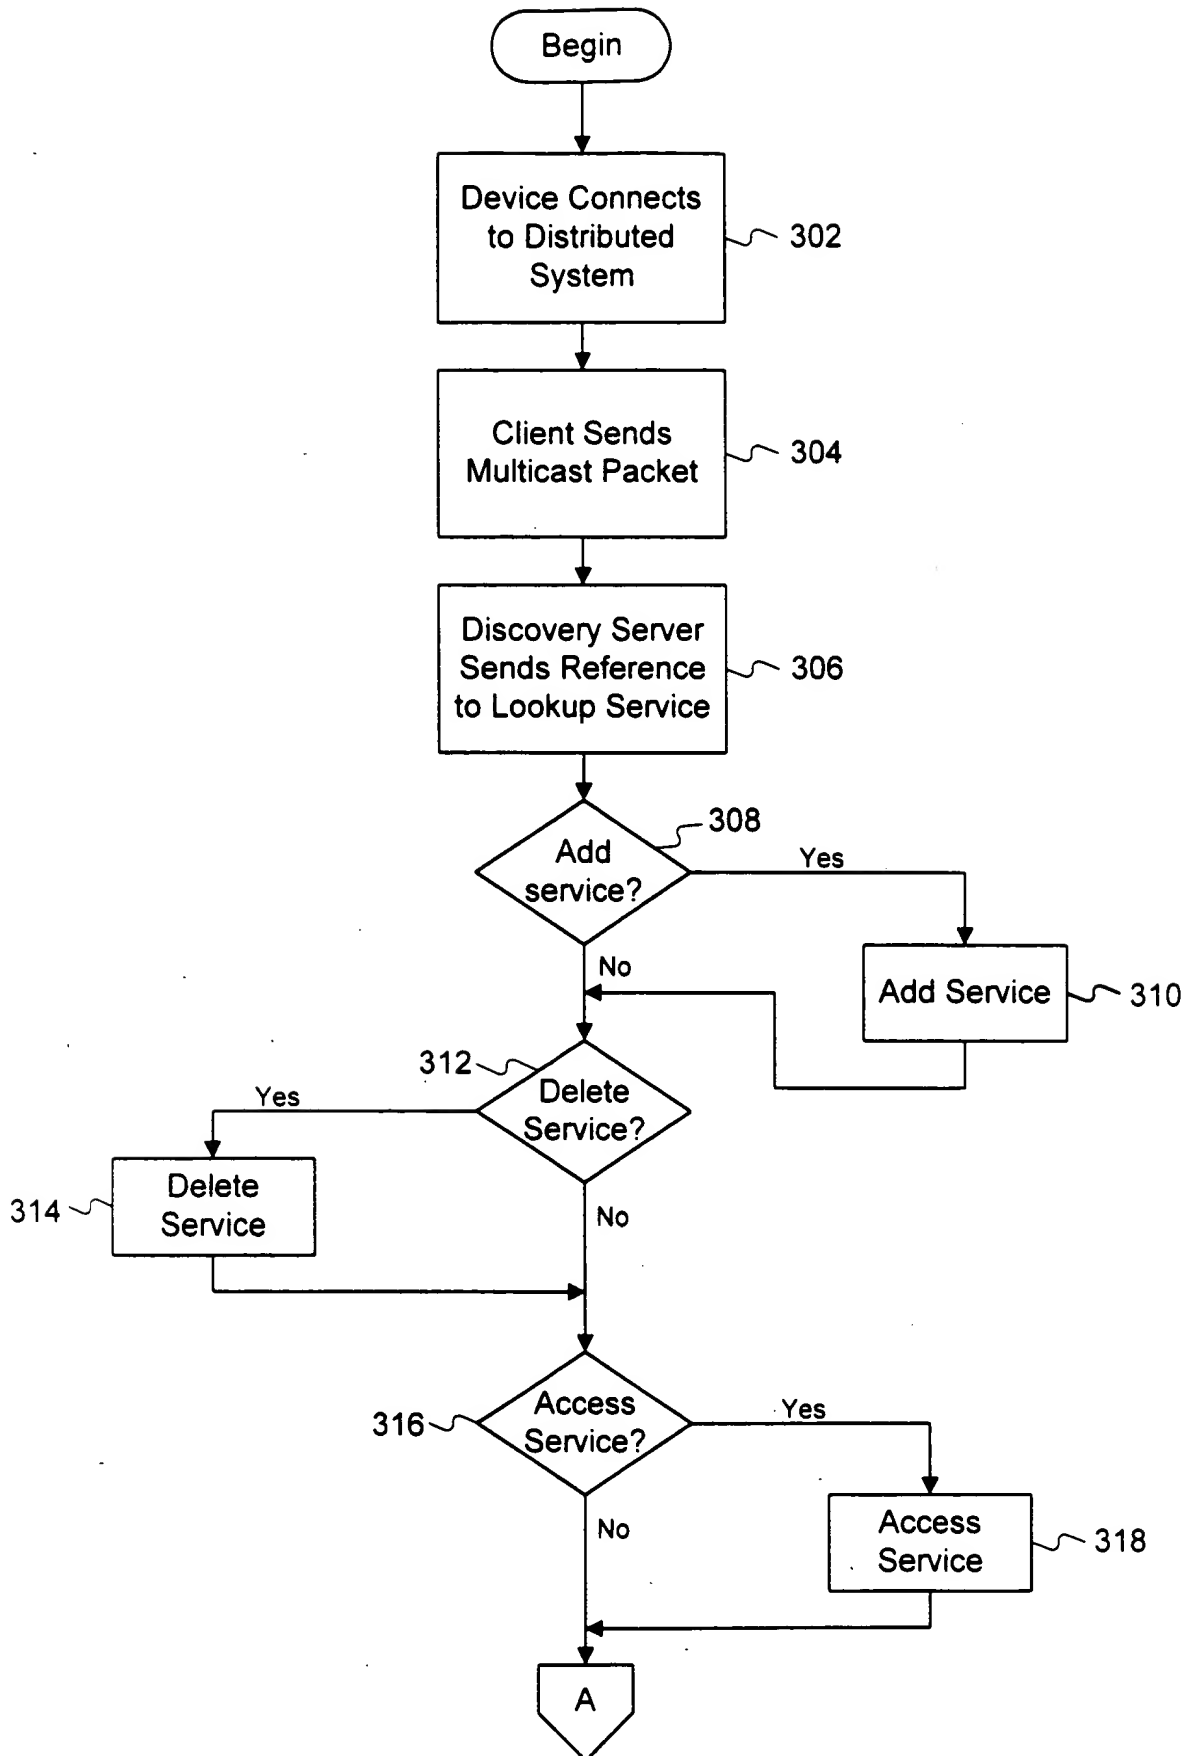 Begin
Device Connects
to Distributed
System
302
Client Sends
Multicast Packet
304
Discovery Server
Sends Reference
to Lookup Service
306
308
Add
service?
Yes
No
Add Service
310
312
Delete
Service?
Yes
Delete
Service
314
No
Access
Service?
316
Yes
No
Access
Service
318
A